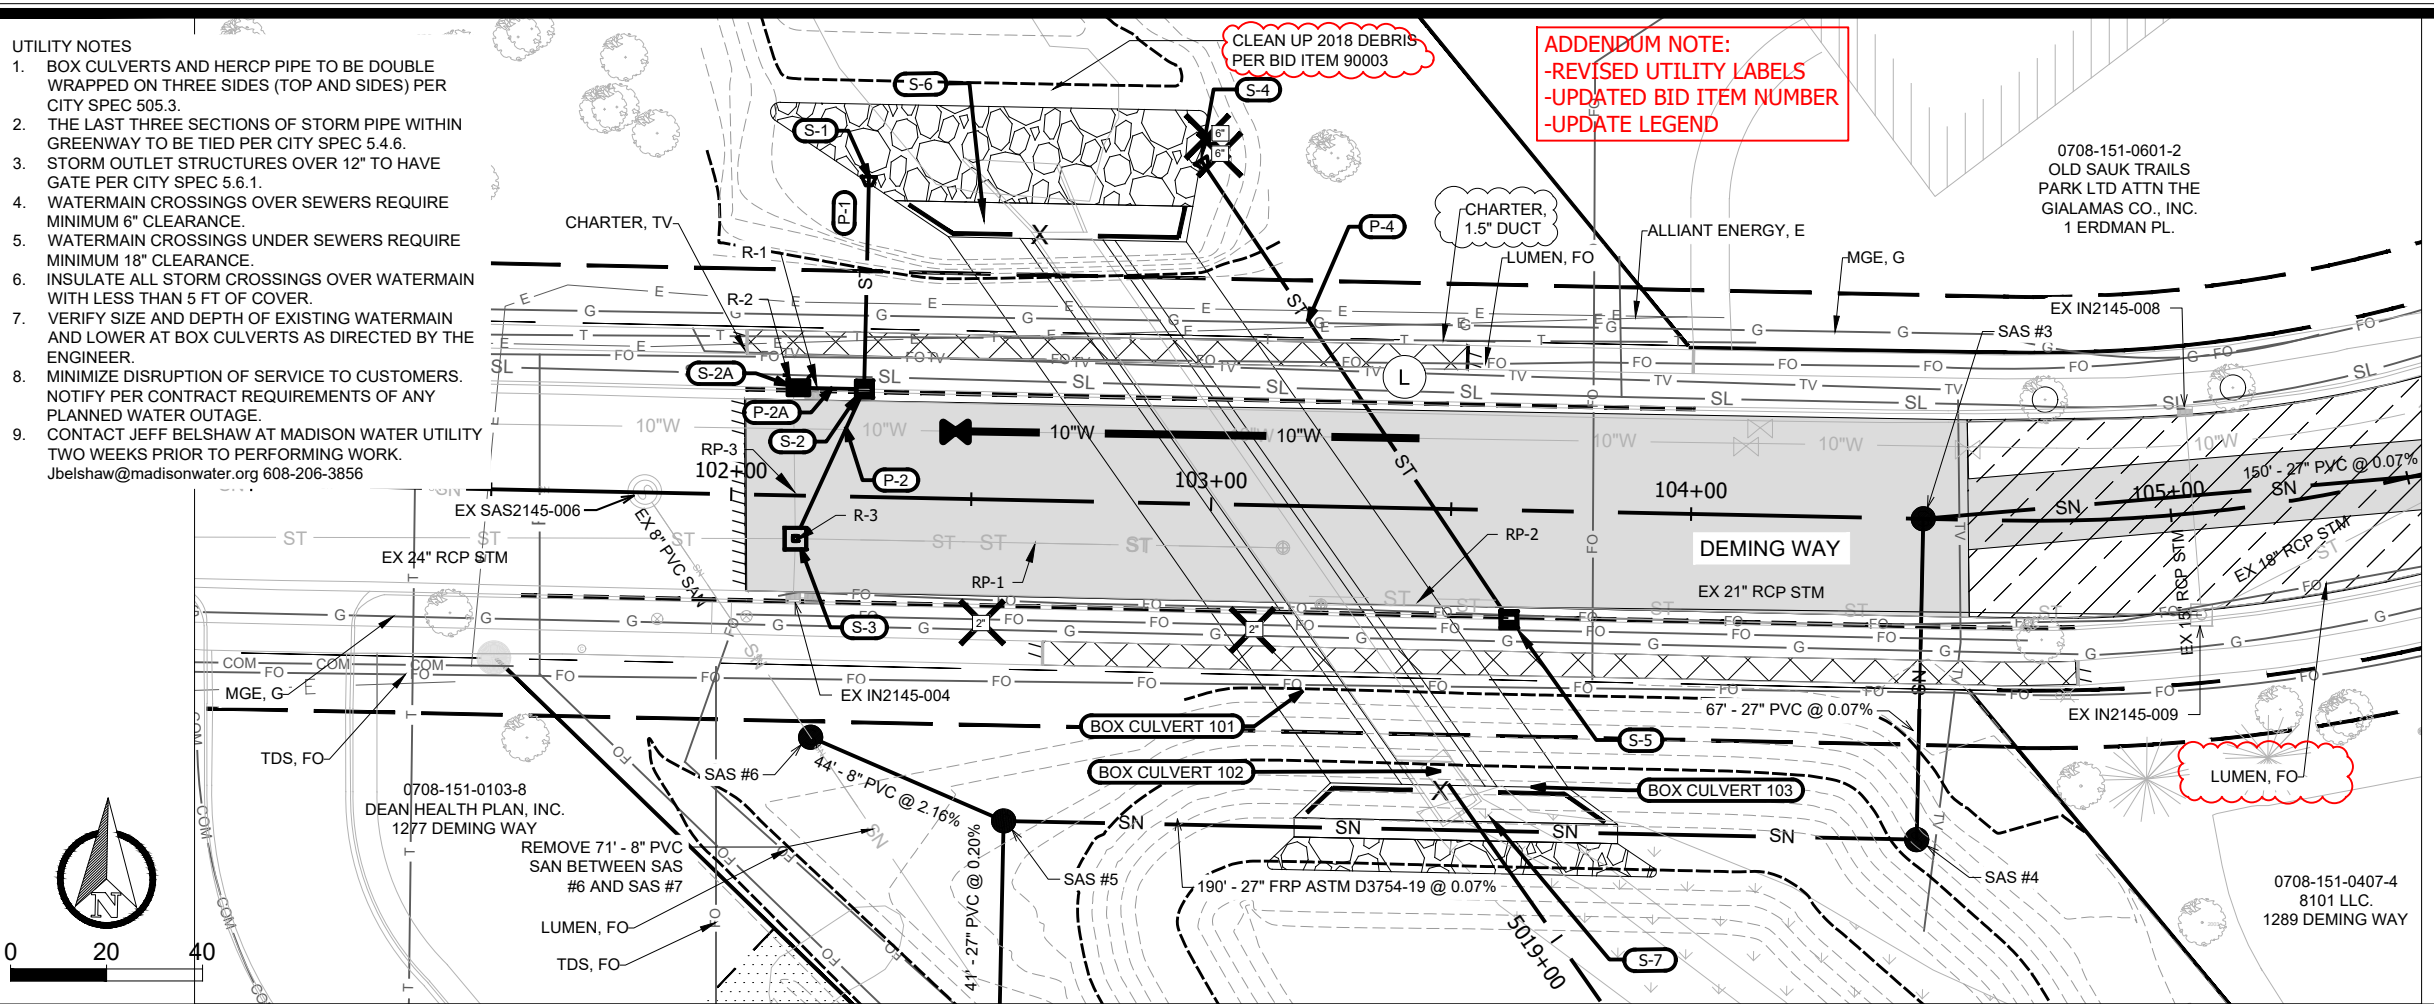 UTILITY NOTES
1. BOX CULVERTS AND HERCP PIPE TO BE DOUBLE
WRAPPED ON THREE SIDES (TOP AND SIDES) PER
CITY SPEC 505.3.
2. THE LAST THREE SECTIONS OF STORM PIPE WITHIN
GREENWAY TO BE TIED PER CITY SPEC 5.4.6.
3. STORM OUTLET STRUCTURES OVER 12" TO HAVE
GATE PER CITY SPEC 5.6.1.
4. WATERMAIN CROSSINGS OVER SEWERS REQUIRE
MINIMUM 6" CLEARANCE.
5. WATERMAIN CROSSINGS UNDER SEWERS REQUIRE
MINIMUM 18" CLEARANCE.
6. INSULATE ALL STORM CROSSINGS OVER WATERMAIN
WITH LESS THAN 5 FT OF COVER.
7. VERIFY SIZE AND DEPTH OF EXISTING WATERMAIN
AND LOWER AT BOX CULVERTS AS DIRECTED BY THE
ENGINEER.
8. MINIMIZE DISRUPTION OF SERVICE TO CUSTOMERS.
NOTIFY PER CONTRACT REQUIREMENTS OF ANY
PLANNED WATER OUTAGE.
9. CONTACT JEFF BELSHAW AT MADISON WATER UTILITY
TWO WEEKS PRIOR TO PERFORMING WORK.
Jbelshaw@madisonwater.org 608-206-3856
CLEAN UP 2018 DEBRIS
PER BID ITEM 90003
ADDENDUM NOTE:
-REVISED UTILITY LABELS
-UPDATED BID ITEM NUMBER
-UPDATE LEGEND
0708-151-0601-2
OLD SAUK TRAILS
PARK LTD ATTN THE
GIALAMAS CO., INC.
1 ERDMAN PL.
S-6
S-4
S-1
6"
6"
P-1
CHARTER, TV
R-1
R-2
P-4
CHARTER,
1.5" DUCT
LUMEN, FO
ALLIANT ENERGY, E
MGE, G
EX IN2145-008
SAS #3
S-2A
P-2A
S-2
RP-3
P-2
L
10"W
10"W
10"W
10"W
10"W
10"W
10"W
102+00
103+00
104+00
105+00
150' - 27" PVC @ 0.07%
SN
SN
EX SAS2145-006
EX 8" PVC SAN
R-3
EX 24" RCP STM
RP-1
RP-2
DEMING WAY
EX 21" RCP STM
EX 18" RCP STM
EX 15" RCP STM
S-3
2"
2"
MGE, G
EX IN2145-004
TDS, FO
BOX CULVERT 101
BOX CULVERT 102
BOX CULVERT 103
S-5
67' - 27" PVC @ 0.07%
EX IN2145-009
LUMEN, FO
SAS #6
44' - 8" PVC @ 2.16%
0708-151-0103-8
DEAN HEALTH PLAN, INC.
1277 DEMING WAY
REMOVE 71' - 8" PVC
SAN BETWEEN SAS
#6 AND SAS #7
SAS #5
41' - 27" PVC @ 0.20%
190' - 27" FRP ASTM D3754-19 @ 0.07%
SN
SN
SN
SN
SN
SAS #4
LUMEN, FO
TDS, FO
5019+00
S-7
0708-151-0407-4
8101 LLC.
1289 DEMING WAY
N
0 20 40